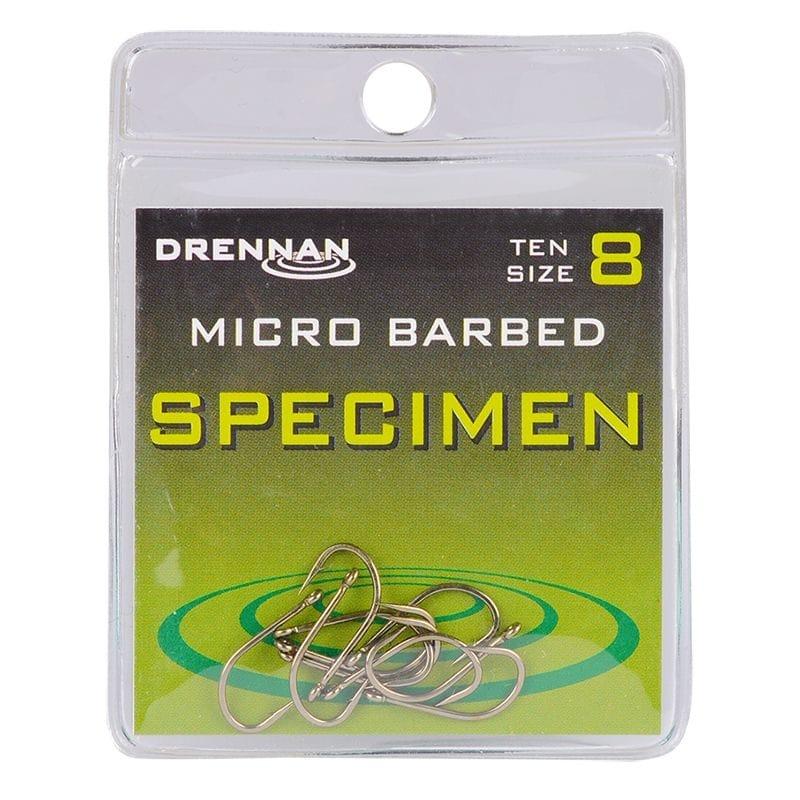 DRENNAN
TEN
SIZE 8
MICRO BARBED
SPECIMEN